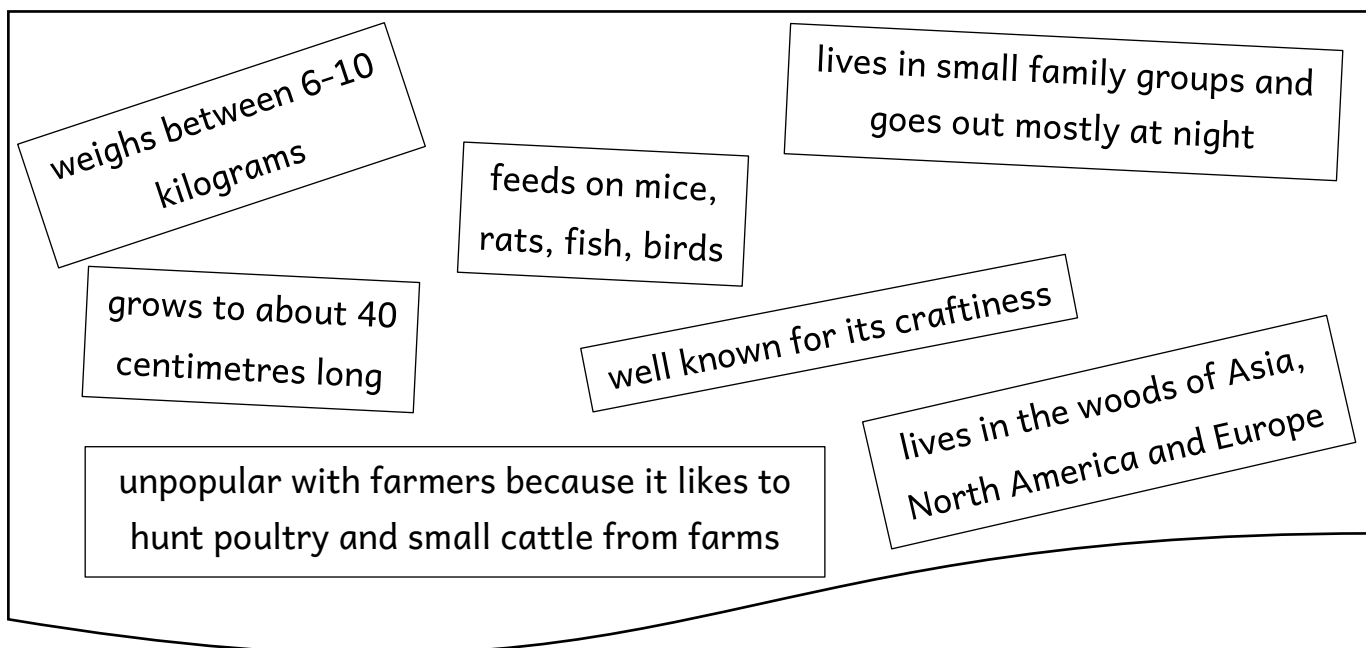 weighs between 6-10
kilograms
lives in small family groups and
goes out mostly at night
feeds on mice,
rats, fish, birds
grows to about 40
centimetres long
well known for its craftiness
lives in the woods of Asia,
North America and Europe
unpopular with farmers because it likes to
hunt poultry and small cattle from farms